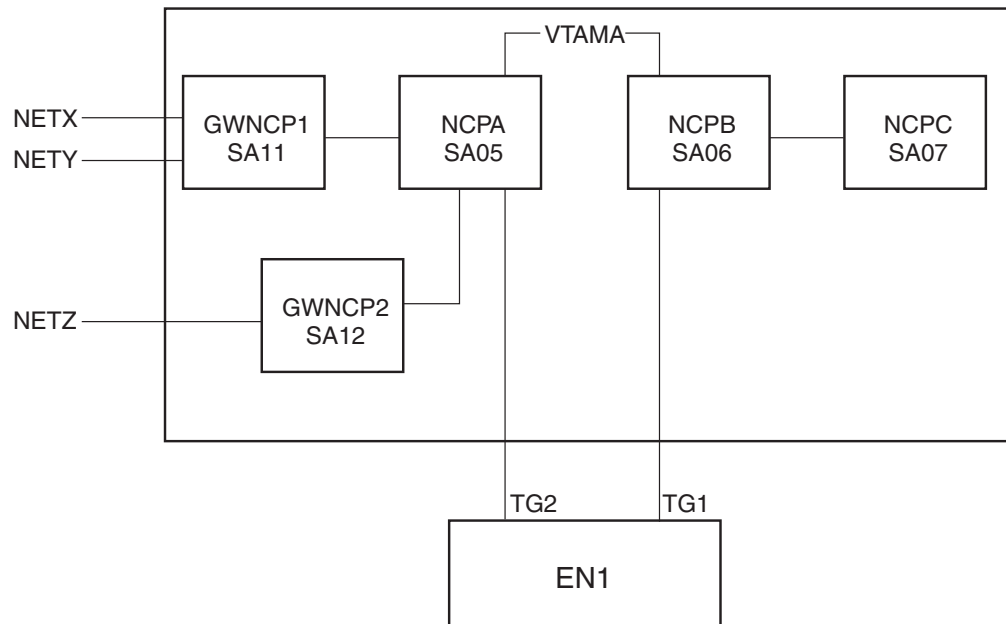 VTAMA
NETX
NETY
GWNCP1
SA11
NCPA
SA05
NCPB
SA06
NCPC
SA07
NETZ
GWNCP2
SA12
TG2
TG1
EN1